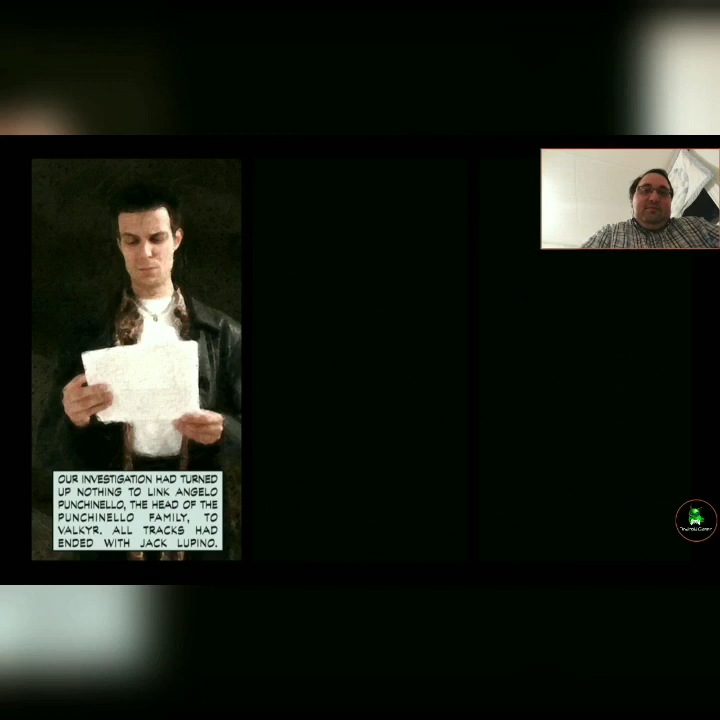 OUR INVESTIGATION HAD TURNED
UP NOTHING TO LINK ANGELO
PUNCHINELLO, THE HEAD OF THE
PUNCHINELLO FAMILY, TO
VALKYR. ALL TRACKS HAD
ENDED WITH JACK LUPINO.